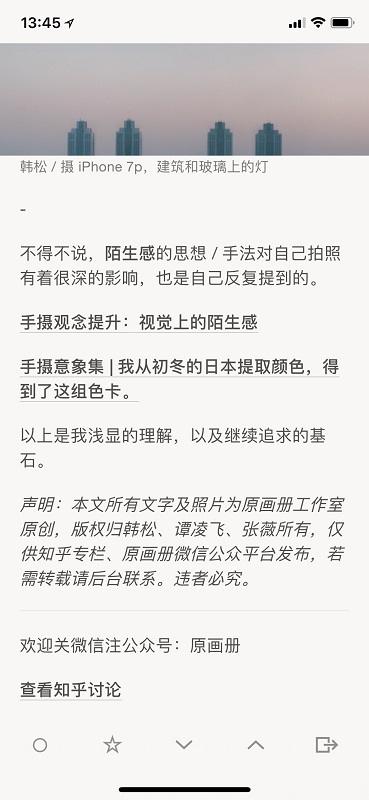 13:45
韩松 / 摄 iPhone 7p，建筑和玻璃上的灯
-
不得不说，陌生感的思想 / 手法对自己拍照
有着很深的影响，也是自己反复提到的。
手摄观念提升：视觉上的陌生感
手摄意象集 | 我从初冬的日本提取颜色，得
到了这组色卡。
以上是我浅显的理解，以及继续追求的基
石。
声明：本文所有文字及照片为原画册工作室
原创，版权归韩松、谭凌飞、张薇所有，仅
供知乎专栏、原画册微信公众平台发布，若
需转载请后台联系。违者必究。
欢迎关微信注公众号：原画册
查看知乎讨论